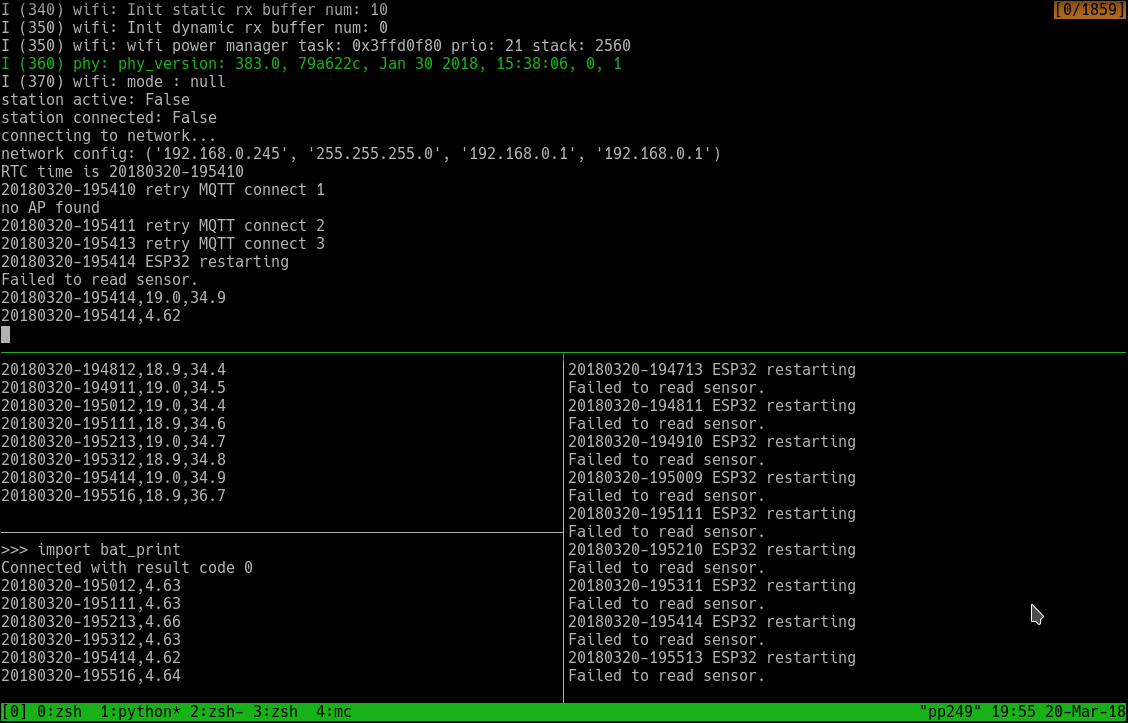 I (340) wifi: Init static rx buffer num: 10
[0/1859]
I (350) wifi: Init dynamic rx buffer num: 0
I (350) wifi: wifi power manager task: 0x3ffd0f80 prio: 21 stack: 2560
I (360) phy: phy_version: 383.0, 79a622c, Jan 30 2018, 15:38:06, 0, 1
I (370) wifi: mode : null
station active: False
station connected: False
connecting to network...
network config: ('192.168.0.245', '255.255.255.0', '192.168.0.1', '192.168.0.1')
RTC time is 20180320-195410
20180320-195410 retry MQTT connect 1
no AP found
20180320-195411 retry MQTT connect 2
20180320-195413 retry MQTT connect 3
20180320-195414 ESP32 restarting
Failed to read sensor.
20180320-195414,19.0,34.9
20180320-195414,4.62
20180320-194812,18.9,34.4
20180320-194911,19.0,34.5
20180320-195012,19.0,34.4
20180320-195111,18.9,34.6
20180320-195213,19.0,34.7
20180320-195312,18.9,34.8
20180320-195414,19.0,34.9
20180320-195516,18.9,36.7
>>> import bat_print
Connected with result code 0
20180320-195012,4.63
20180320-195111,4.63
20180320-195213,4.66
20180320-195312,4.63
20180320-195414,4.62
20180320-195516,4.64
20180320-194713 ESP32 restarting
Failed to read sensor.
20180320-194811 ESP32 restarting
Failed to read sensor.
20180320-194910 ESP32 restarting
Failed to read sensor.
20180320-195009 ESP32 restarting
Failed to read sensor.
20180320-195111 ESP32 restarting
Failed to read sensor.
20180320-195210 ESP32 restarting
Failed to read sensor.
20180320-195311 ESP32 restarting
Failed to read sensor.
20180320-195414 ESP32 restarting
Failed to read sensor.
20180320-195513 ESP32 restarting
Failed to read sensor.
[0] 0:zsh  1:python* 2:zsh- 3:zsh  4:mc
"pp249" 19:55 20-Mar-18